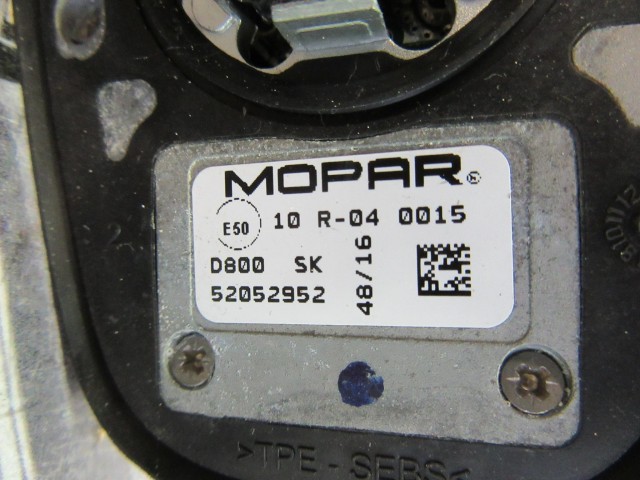 MOPAR®
E50 10 R-04 0015
D800 SK
52052952
48/16
>TPE-SEBS<